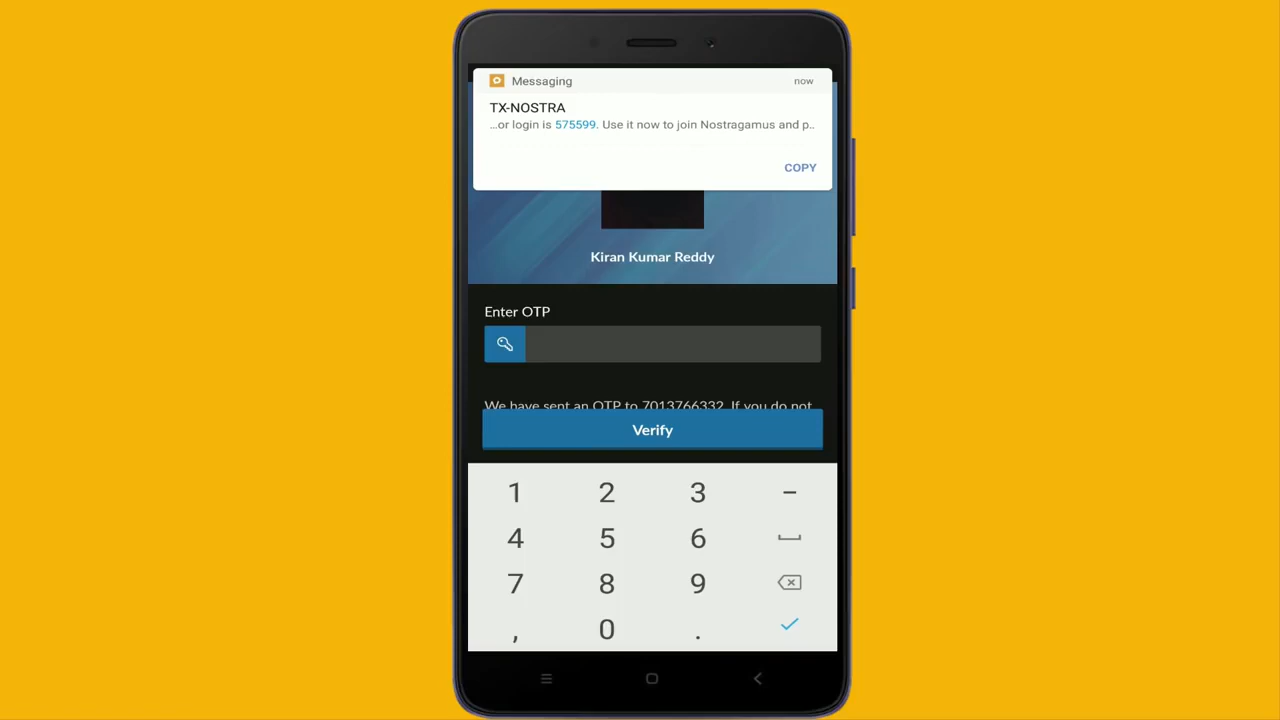 Messaging now
TX-NOSTRA
...or login is 575599. Use it now to join Nostragamus and p..
COPY
Kiran Kumar Reddy
Enter OTP
We have sent an OTP to 7013766332. If you do not
Verify
1 2 3 -
4 5 6
7 8 9
, 0 .